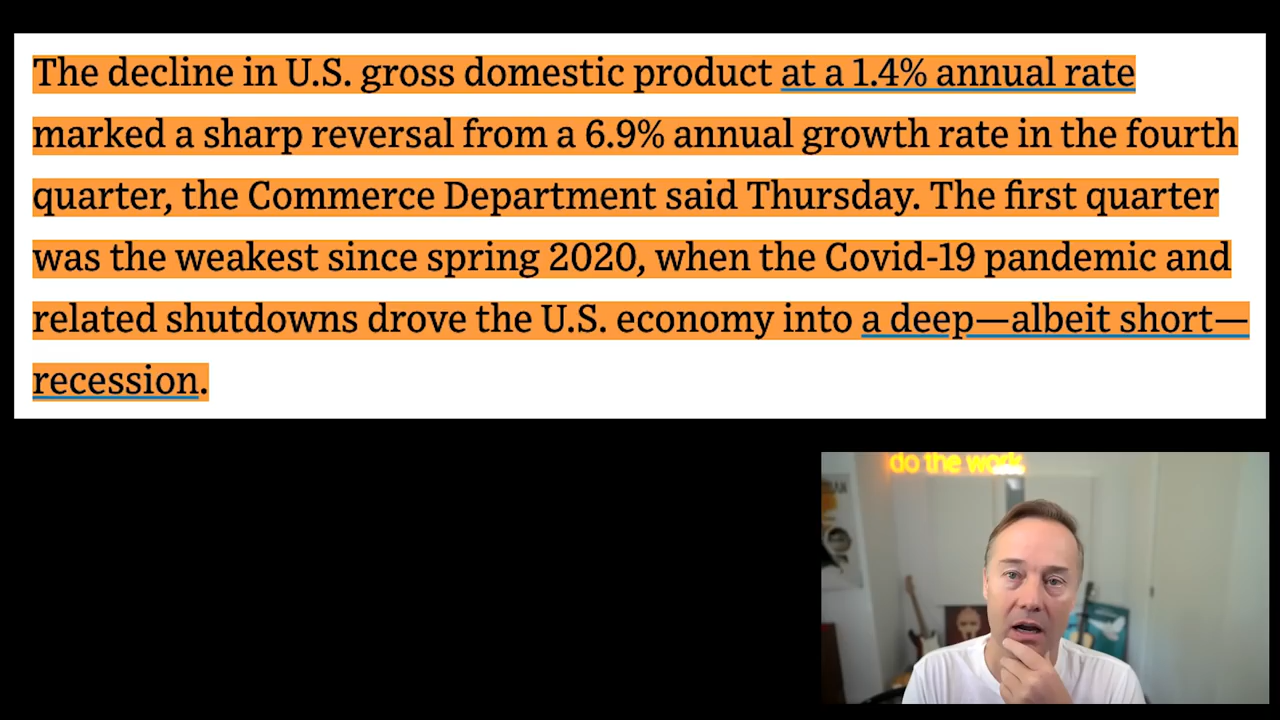 The decline in U.S. gross domestic product at a 1.4% annual rate
marked a sharp reversal from a 6.9% annual growth rate in the fourth
quarter, the Commerce Department said Thursday. The first quarter
was the weakest since spring 2020, when the Covid-19 pandemic and
related shutdowns drove the U.S. economy into a deep—albeit short—
recession.
do the work